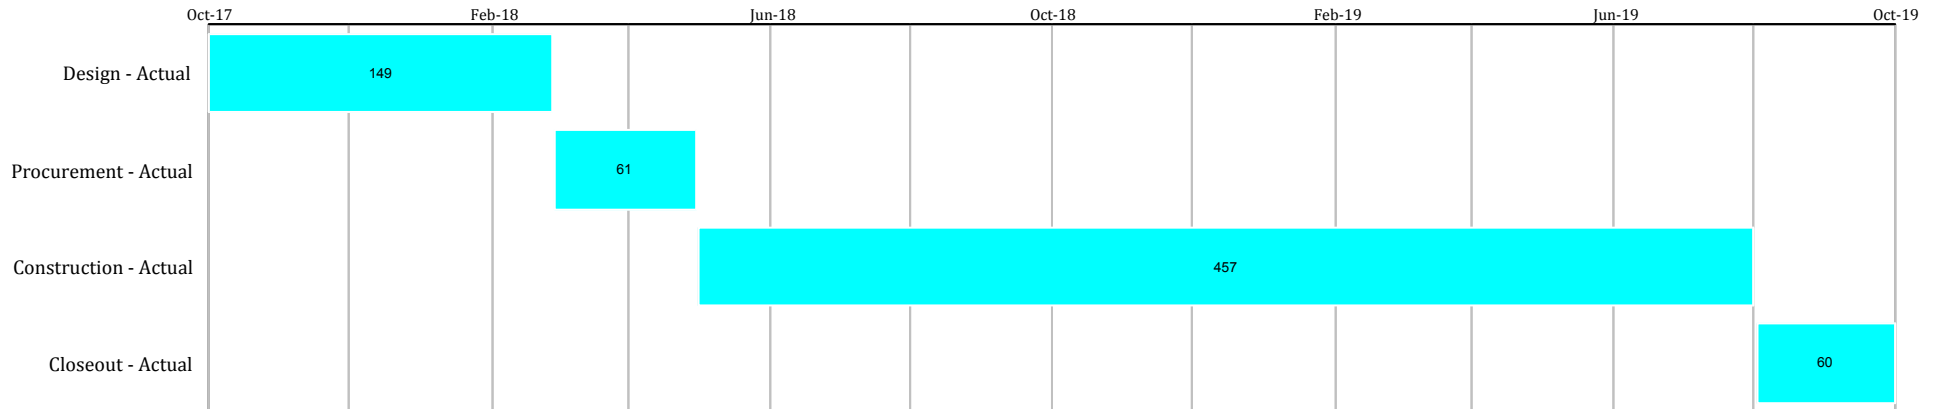 Oct-17 Feb-18 Jun-18 Oct-18 Feb-19 Jun-19 Oct-19
Design - Actual 149
Procurement - Actual 61
Construction - Actual 457
Closeout - Actual 60